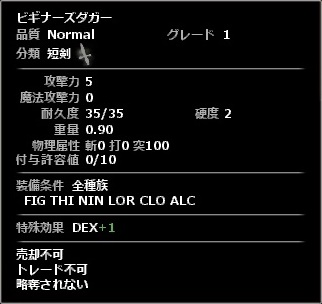 ビギナーズダガー
品質 Normal グレード 1
分類 短剣
攻撃力 5
魔法攻撃力 0
耐久度 35/35 硬度 2
重量 0.90
物理属性 斬0 打0 突100
付与許容値 0/10
装備条件 全種族
FIG THI NIN LOR CLO ALC
特殊効果 DEX+1
売却不可
トレード不可
略奪されない